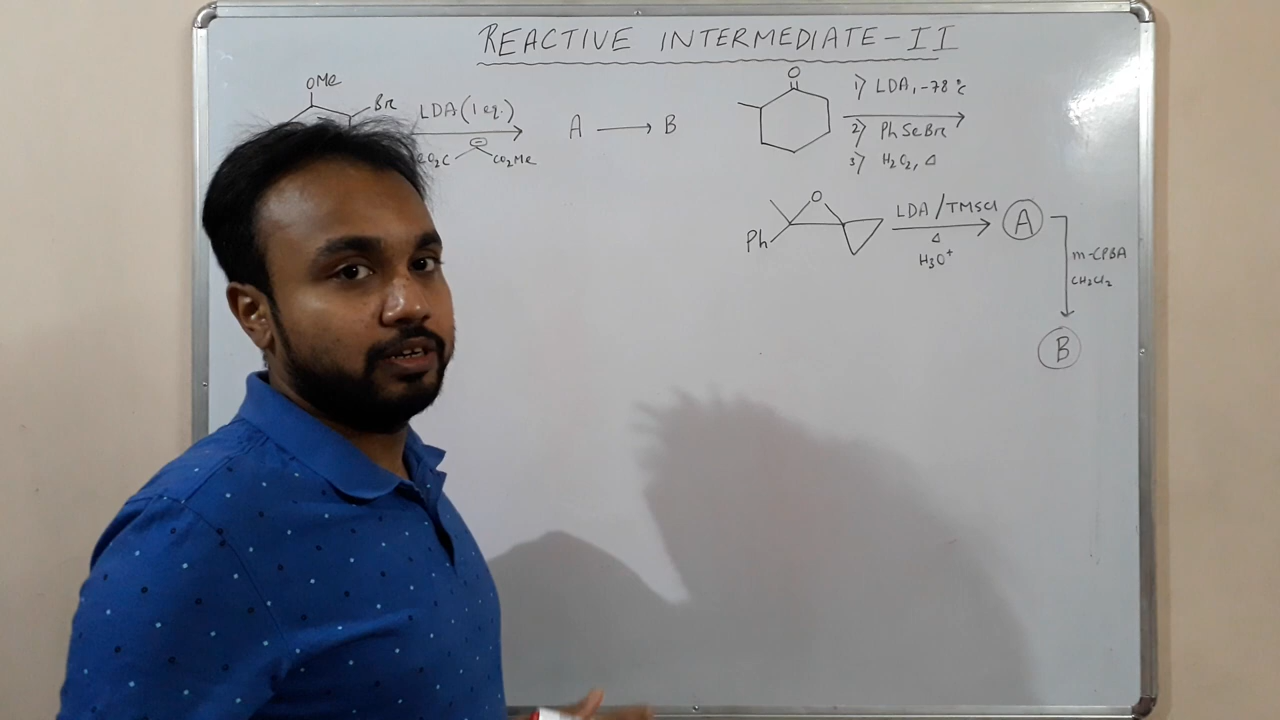 REACTIVE INTERMEDIATE-II
OMe
Br
LDA (1 eq.)
CO2Me
A → B
O
1) LDA, -78°C
2) PhSeBr
3) H2O2, Δ
O
Ph
LDA/TMSCl
Δ
H3O+
A
m-CPBA
CH2Cl2
B